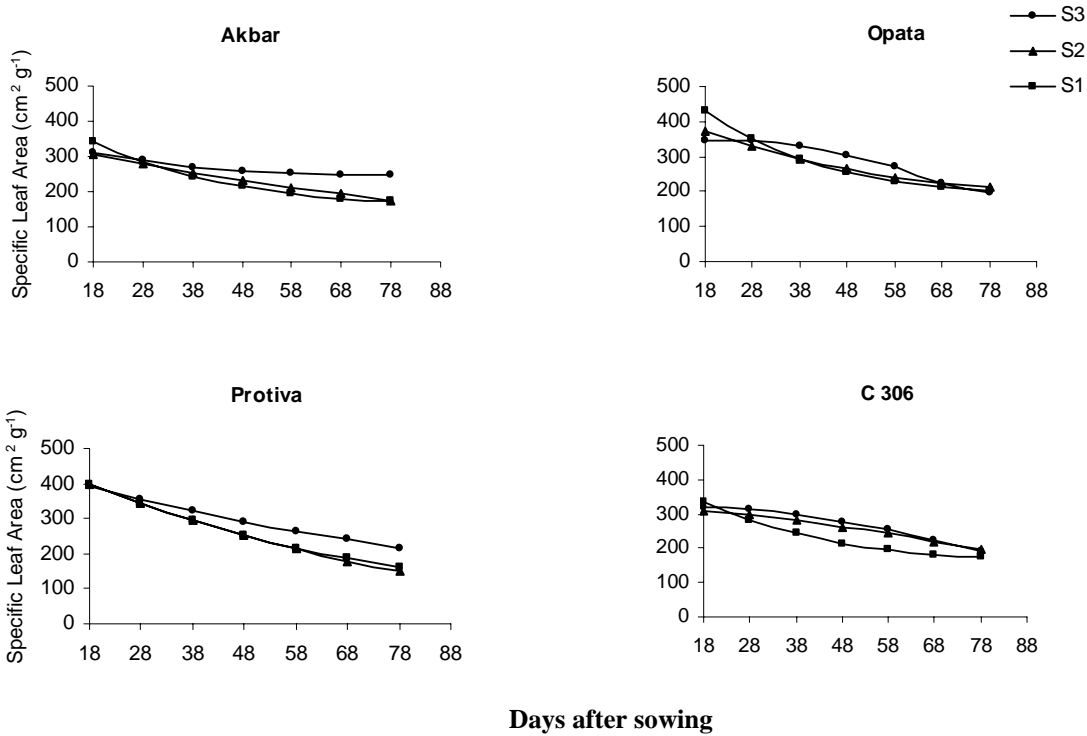 Akbar
Specific Leaf Area (cm² g⁻¹)
500
400
300
200
100
0
18 28 38 48 58 68 78 88
Opata
S3
S2
S1
500
400
300
200
100
0
18 28 38 48 58 68 78 88
Protiva
Specific Leaf Area (cm² g⁻¹)
500
400
300
200
100
0
18 28 38 48 58 68 78 88
C 306
500
400
300
200
100
0
18 28 38 48 58 68 78 88
Days after sowing